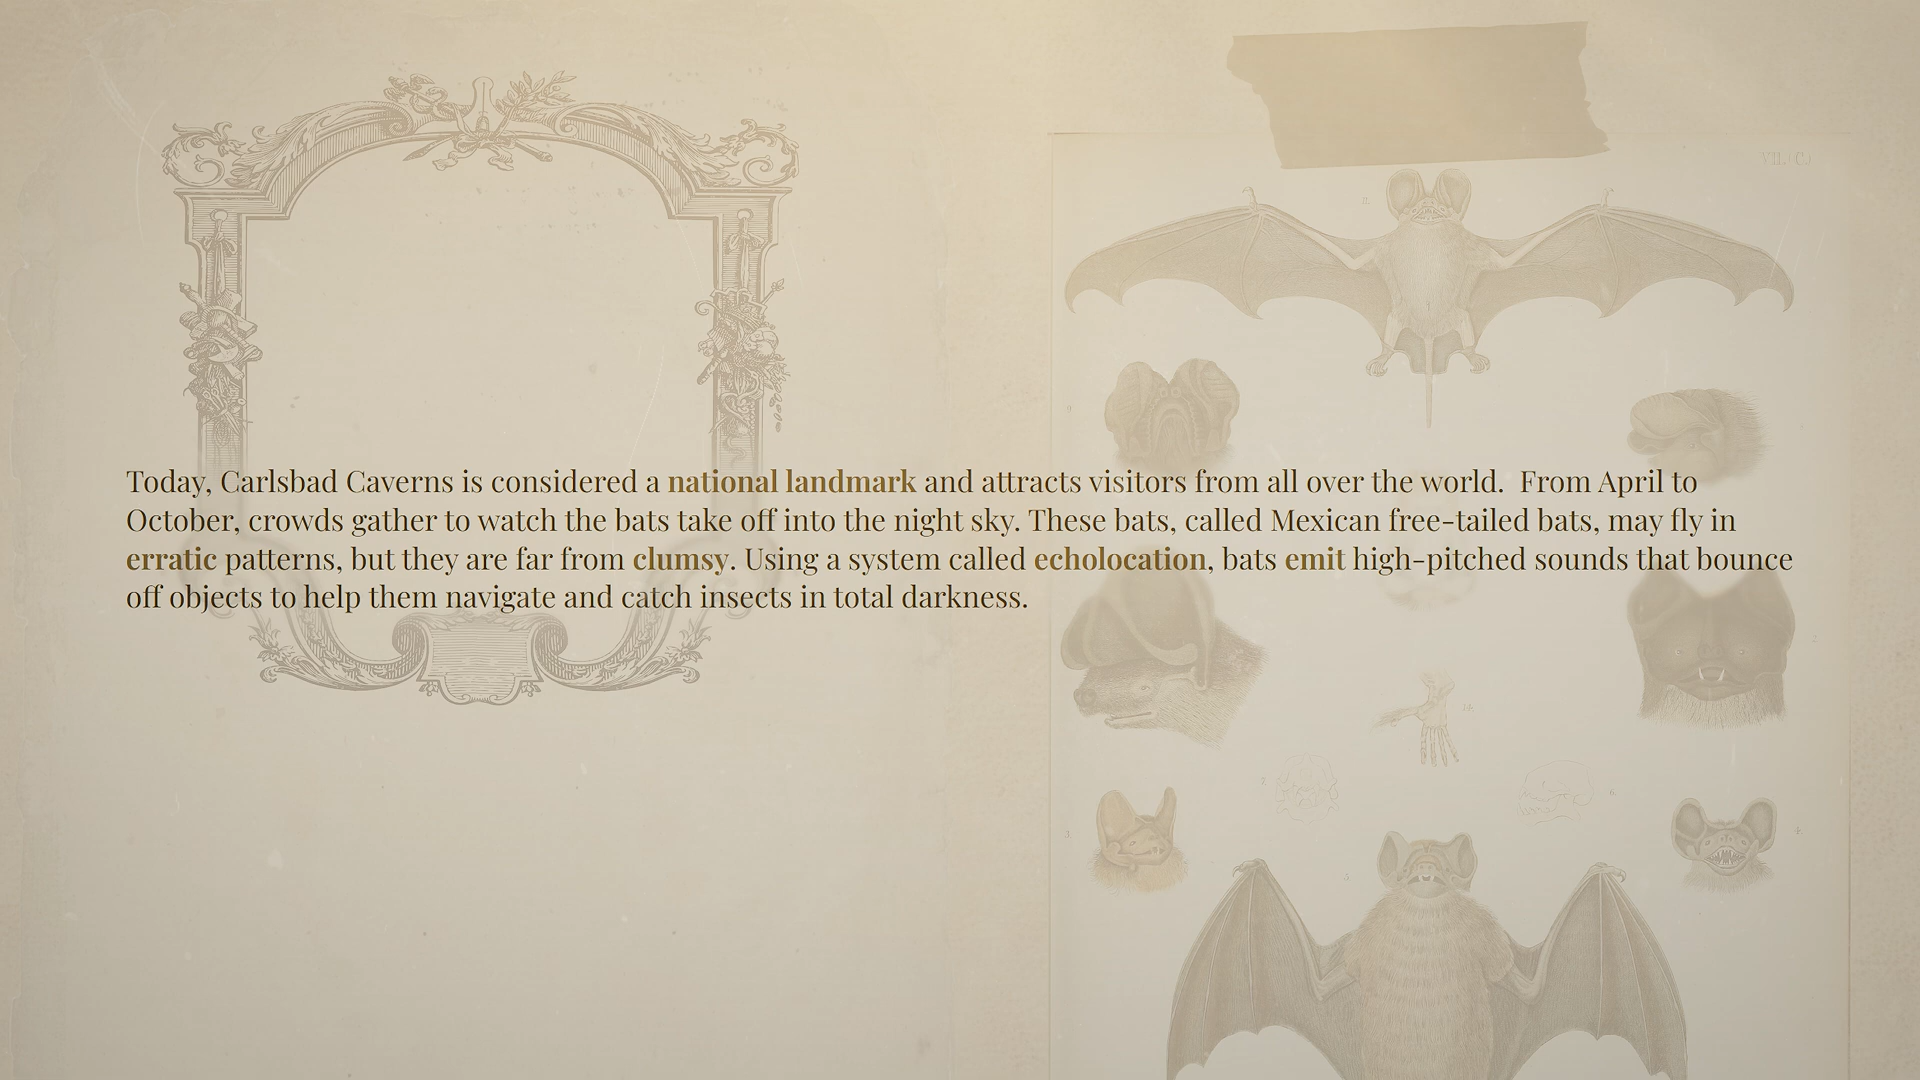 Today, Carlsbad Caverns is considered a national landmark and attracts visitors from all over the world.  From April to
October, crowds gather to watch the bats take off into the night sky. These bats, called Mexican free-tailed bats, may fly in
erratic patterns, but they are far from clumsy. Using a system called echolocation, bats emit high-pitched sounds that bounce
off objects to help them navigate and catch insects in total darkness.